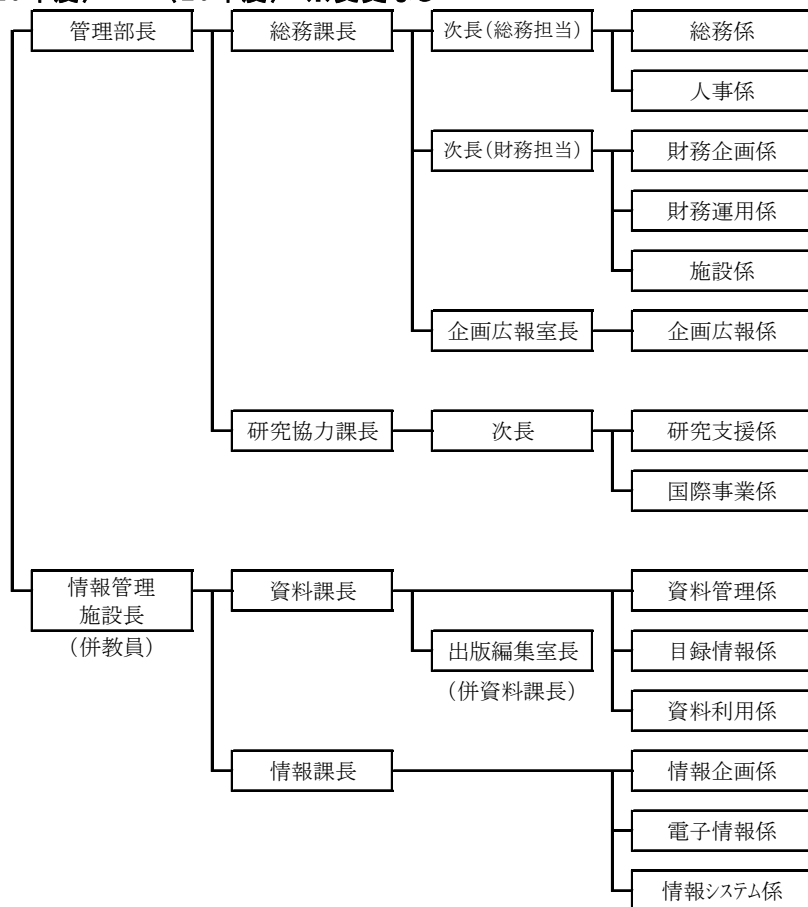 管理部長 総務課長 次長(総務担当) 総務係
人事係
次長(財務担当) 財務企画係
財務運用係
施設係
企画広報室長 企画広報係
研究協力課長 次長 研究支援係
国際事業係
情報管理 資料課長 資料管理係
施設長
(併教員) 出版編集室長 目録情報係
(併資料課長)
資料利用係
情報課長 情報企画係
電子情報係
情報システム係